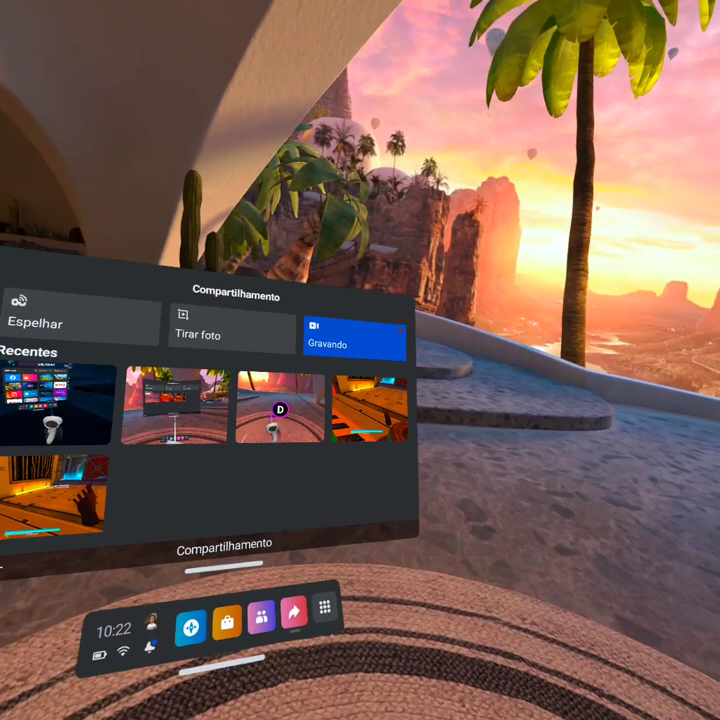 Compartilhamento
Espelhar
Tirar foto
Gravando
Recentes
D
Compartilhamento
10:22